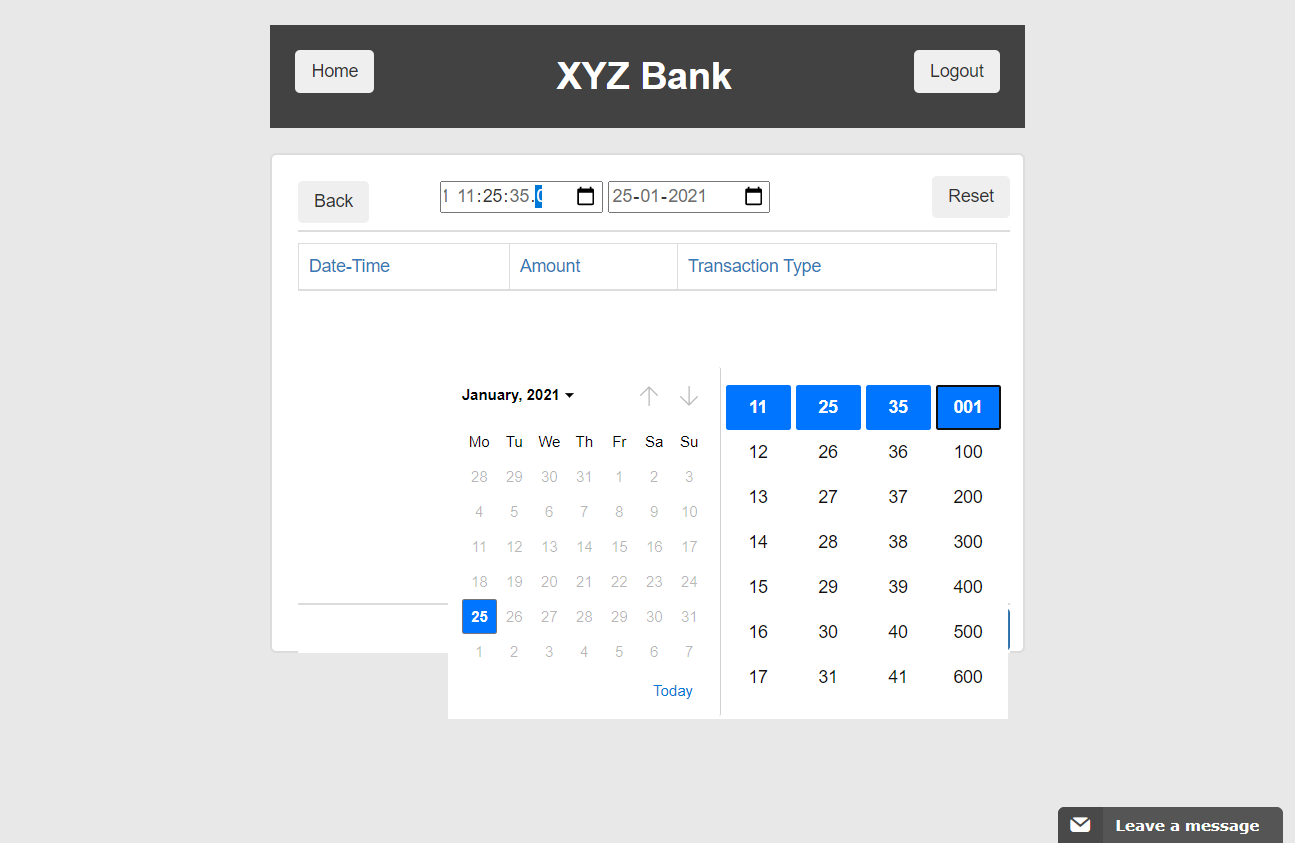 Home XYZ Bank Logout
Back 11:25:35. 25-01-2021 Reset
Date-Time Amount Transaction Type
January, 2021
Mo Tu We Th Fr Sa Su
28 29 30 31 1 2 3
4 5 6 7 8 9 10
11 12 13 14 15 16 17
18 19 20 21 22 23 24
25 26 27 28 29 30 31
1 2 3 4 5 6 7
Today
11 25 35 001
12 26 36 100
13 27 37 200
14 28 38 300
15 29 39 400
16 30 40 500
17 31 41 600
Leave a message